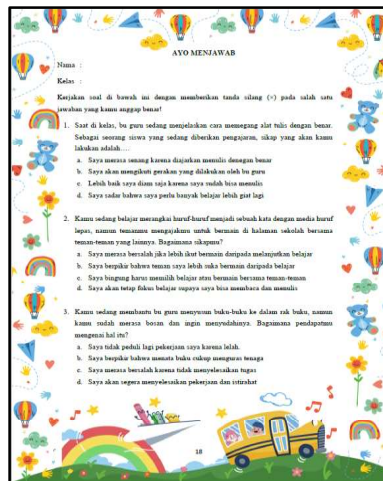 AYO MENJAWAB
Nama :
Kelas :
Kerjakan soal di bawah ini dengan memberikan tanda silang (×) pada salah satu
jawaban yang kamu anggap benar!
1. Saat di kelas, bu guru sedang menjelaskan cara memegang alat tulis dengan benar.
Sebagai seorang siswa yang sedang diberikan pengajaran, sikap yang akan kamu
lakukan adalah....
a. Saya merasa senang karena diajarkan menulis denegan benar
b. Saya akan mengikuti gerakan yang dilakukan oleh bu guru
c. Lebih baik saya diam saja karena saya sudah bisa menulis
d. Saya sadar bahwa saya perlu banyak belajar lebih giat lagi
2. Kamu sedang belajar merangkai huruf-huruf menjadi sebuah kata dengan media huruf
lepas, namun temanmu mengajakmu untuk bermain di halaman sekolah bersama
teman-teman yang lainnya. Bagaimana sikapmu?
a. Saya merasa bersalah jika lebih ikut bermain daripada melanjutkan belajar
b. Saya berpikir bahwa teman saya lebih suka bermain daripada belajar
c. Saya bingung harus memilih belajar atau bermain bersama teman-teman
d. Saya akan tetap fokus belajar supaya saya bisa membaca dan menulis
3. Kamu sedang membantu bu guru menyusun buku-buku ke dalam rak buku, namun
kamu sudah merasa bosan dan ingin menyudahinya. Bagaimana pendapatmu
mengenai hal itu?
a. Saya tidak peduli lagi pekerjaan saya karena lelah.
b. Saya berpikir bahwa menata buku cukup menguras tenaga
c. Saya merasa bersalah karena tidak menyelesaikan tugas
d. Saya akan segera menyelesaikan pekerjaan dan istirahat
18